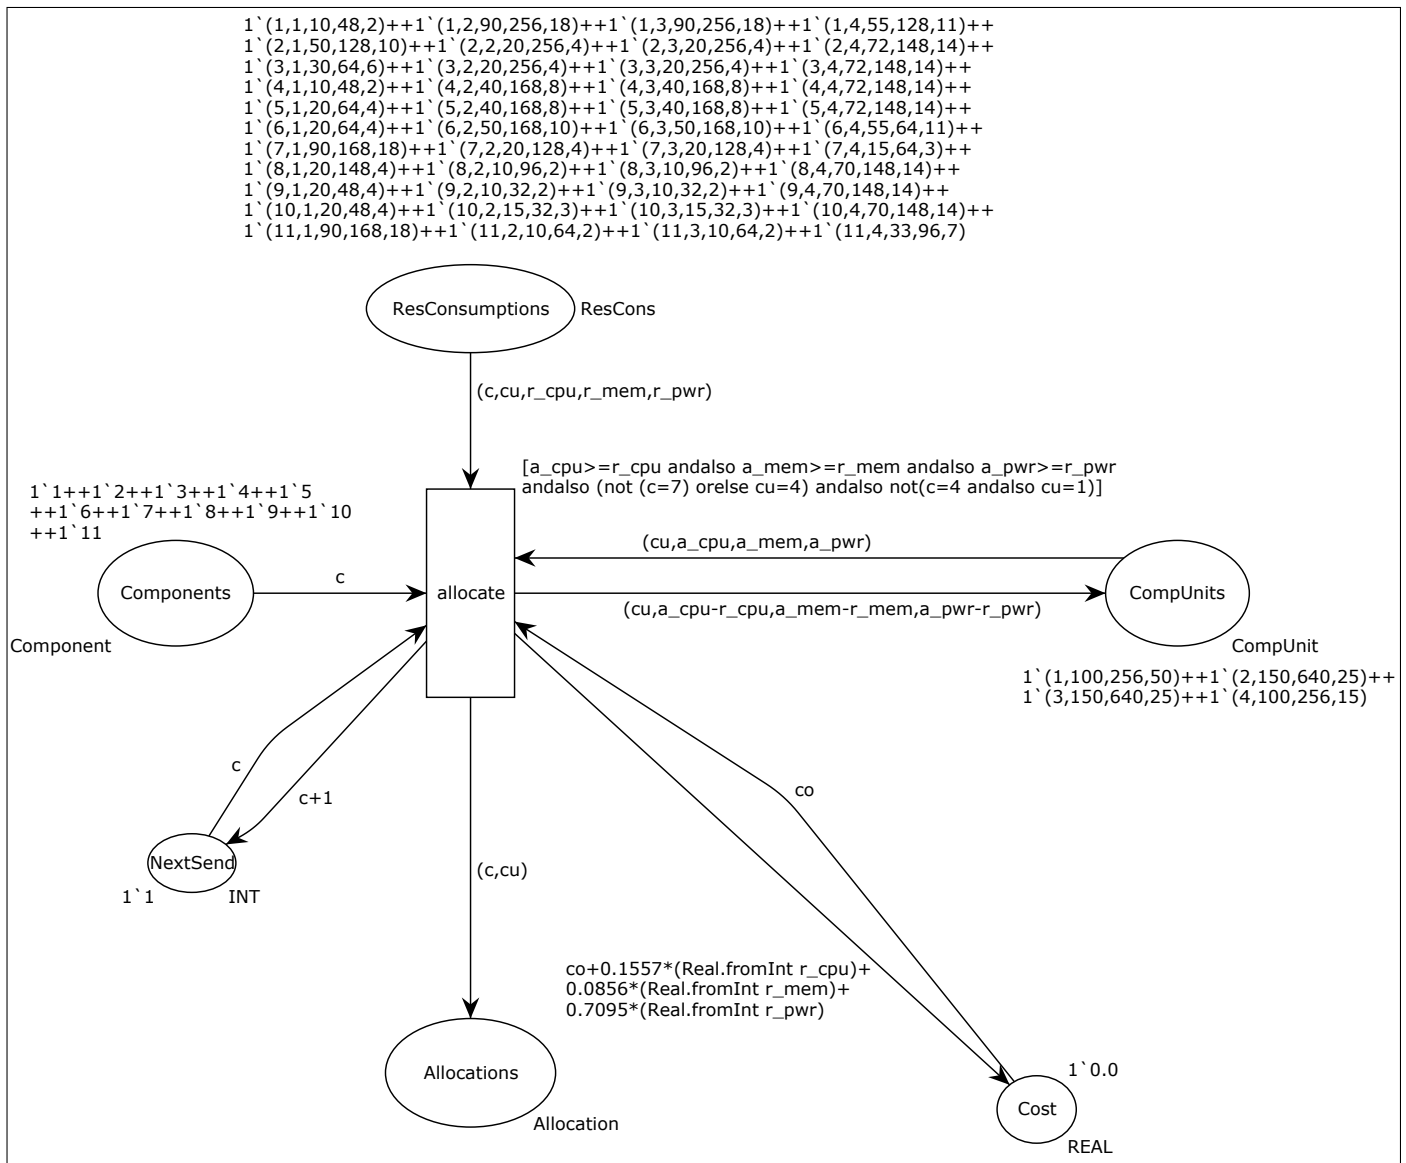 1`(1,1,10,48,2)++1`(1,2,90,256,18)++1`(1,3,90,256,18)++1`(1,4,55,128,11)++
1`(2,1,50,128,10)++1`(2,2,20,256,4)++1`(2,3,20,256,4)++1`(2,4,72,148,14)++
1`(3,1,30,64,6)++1`(3,2,20,256,4)++1`(3,3,20,256,4)++1`(3,4,72,148,14)++
1`(4,1,10,48,2)++1`(4,2,40,168,8)++1`(4,3,40,168,8)++1`(4,4,72,148,14)++
1`(5,1,20,64,4)++1`(5,2,40,168,8)++1`(5,3,40,168,8)++1`(5,4,72,148,14)++
1`(6,1,20,64,4)++1`(6,2,50,168,10)++1`(6,3,50,168,10)++1`(6,4,55,64,11)++
1`(7,1,90,168,18)++1`(7,2,20,128,4)++1`(7,3,20,128,4)++1`(7,4,15,64,3)++
1`(8,1,20,148,4)++1`(8,2,10,96,2)++1`(8,3,10,96,2)++1`(8,4,70,148,14)++
1`(9,1,20,48,4)++1`(9,2,10,32,2)++1`(9,3,10,32,2)++1`(9,4,70,148,14)++
1`(10,1,20,48,4)++1`(10,2,15,32,3)++1`(10,3,15,32,3)++1`(10,4,70,148,14)++
1`(11,1,90,168,18)++1`(11,2,10,64,2)++1`(11,3,10,64,2)++1`(11,4,33,96,7)
ResConsumptions
ResCons
(c,cu,r_cpu,r_mem,r_pwr)
[a_cpu>=r_cpu andalso a_mem>=r_mem andalso a_pwr>=r_pwr
andalso (not (c=7) orelse cu=4) andalso not(c=4 andalso cu=1)]
1`1++1`2++1`3++1`4++1`5
++1`6++1`7++1`8++1`9++1`10
++1`11
Components
Component
c
allocate
(cu,a_cpu,a_mem,a_pwr)
(cu,a_cpu-r_cpu,a_mem-r_mem,a_pwr-r_pwr)
CompUnits
CompUnit
1`(1,100,256,50)++1`(2,150,640,25)++
1`(3,150,640,25)++1`(4,100,256,15)
c
c+1
NextSend
1`1
INT
(c,cu)
co
co+0.1557*(Real.fromInt r_cpu)+
0.0856*(Real.fromInt r_mem)+
0.7095*(Real.fromInt r_pwr)
Allocations
Allocation
1`0.0
Cost
REAL